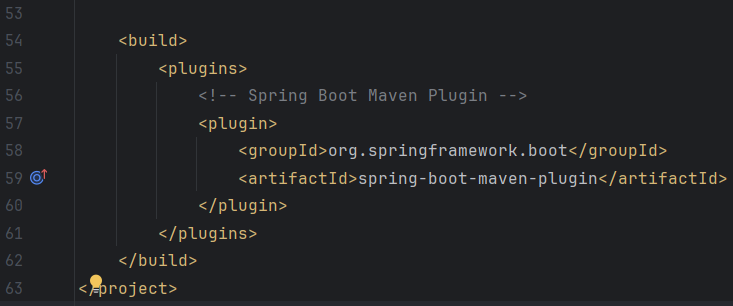 53
54 <build>
55 <plugins>
56 <!-- Spring Boot Maven Plugin -->
57 <plugin>
58 <groupId>org.springframework.boot</groupId>
59 <artifactId>spring-boot-maven-plugin</artifactId>
60 </plugin>
61 </plugins>
62 </build>
63 </project>